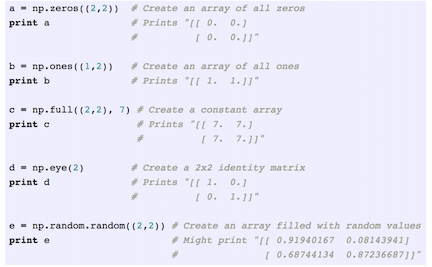 a = np.zeros((2,2))  # Create an array of all zeros
print a              # Prints "[[ 0.  0.]
                     #          [ 0.  0.]]"
b = np.ones((1,2))   # Create an array of all ones
print b              # Prints "[[ 1.  1.]]"
c = np.full((2,2), 7) # Create a constant array
print c               # Prints "[[ 7.  7.]
                      #          [ 7.  7.]]"
d = np.eye(2)        # Create a 2x2 identity matrix
print d              # Prints "[[ 1.  0.]
                     #          [ 0.  1.]]"
e = np.random.random((2,2)) # Create an array filled with random values
print e                     # Might print "[[ 0.91940167  0.08143941]
                            #               [ 0.68744134  0.87236687]]"